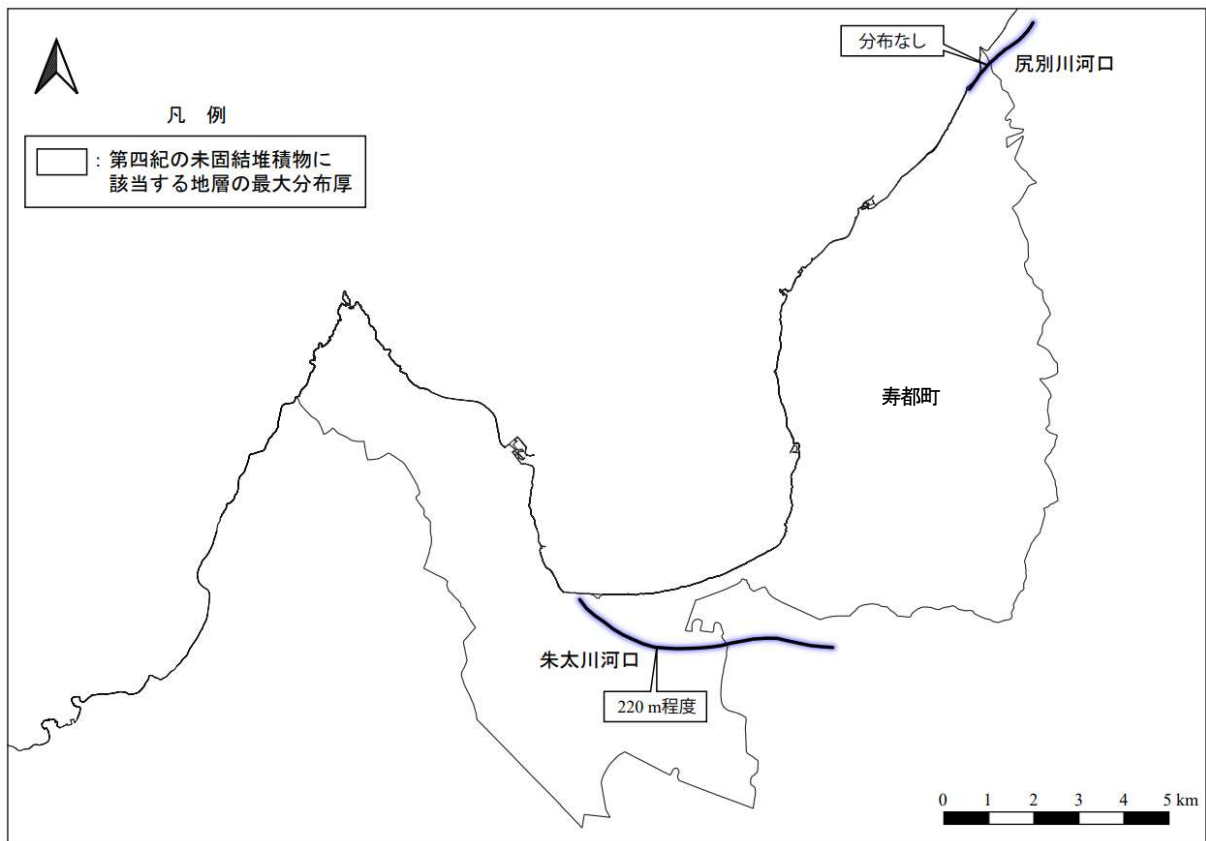 分布なし
尻別川河口
凡 例
: 第四紀の未固結堆積物に
該当する地層の最大分布厚
寿都町
朱太川河口
220 m程度
0 1 2 3 4 5 km